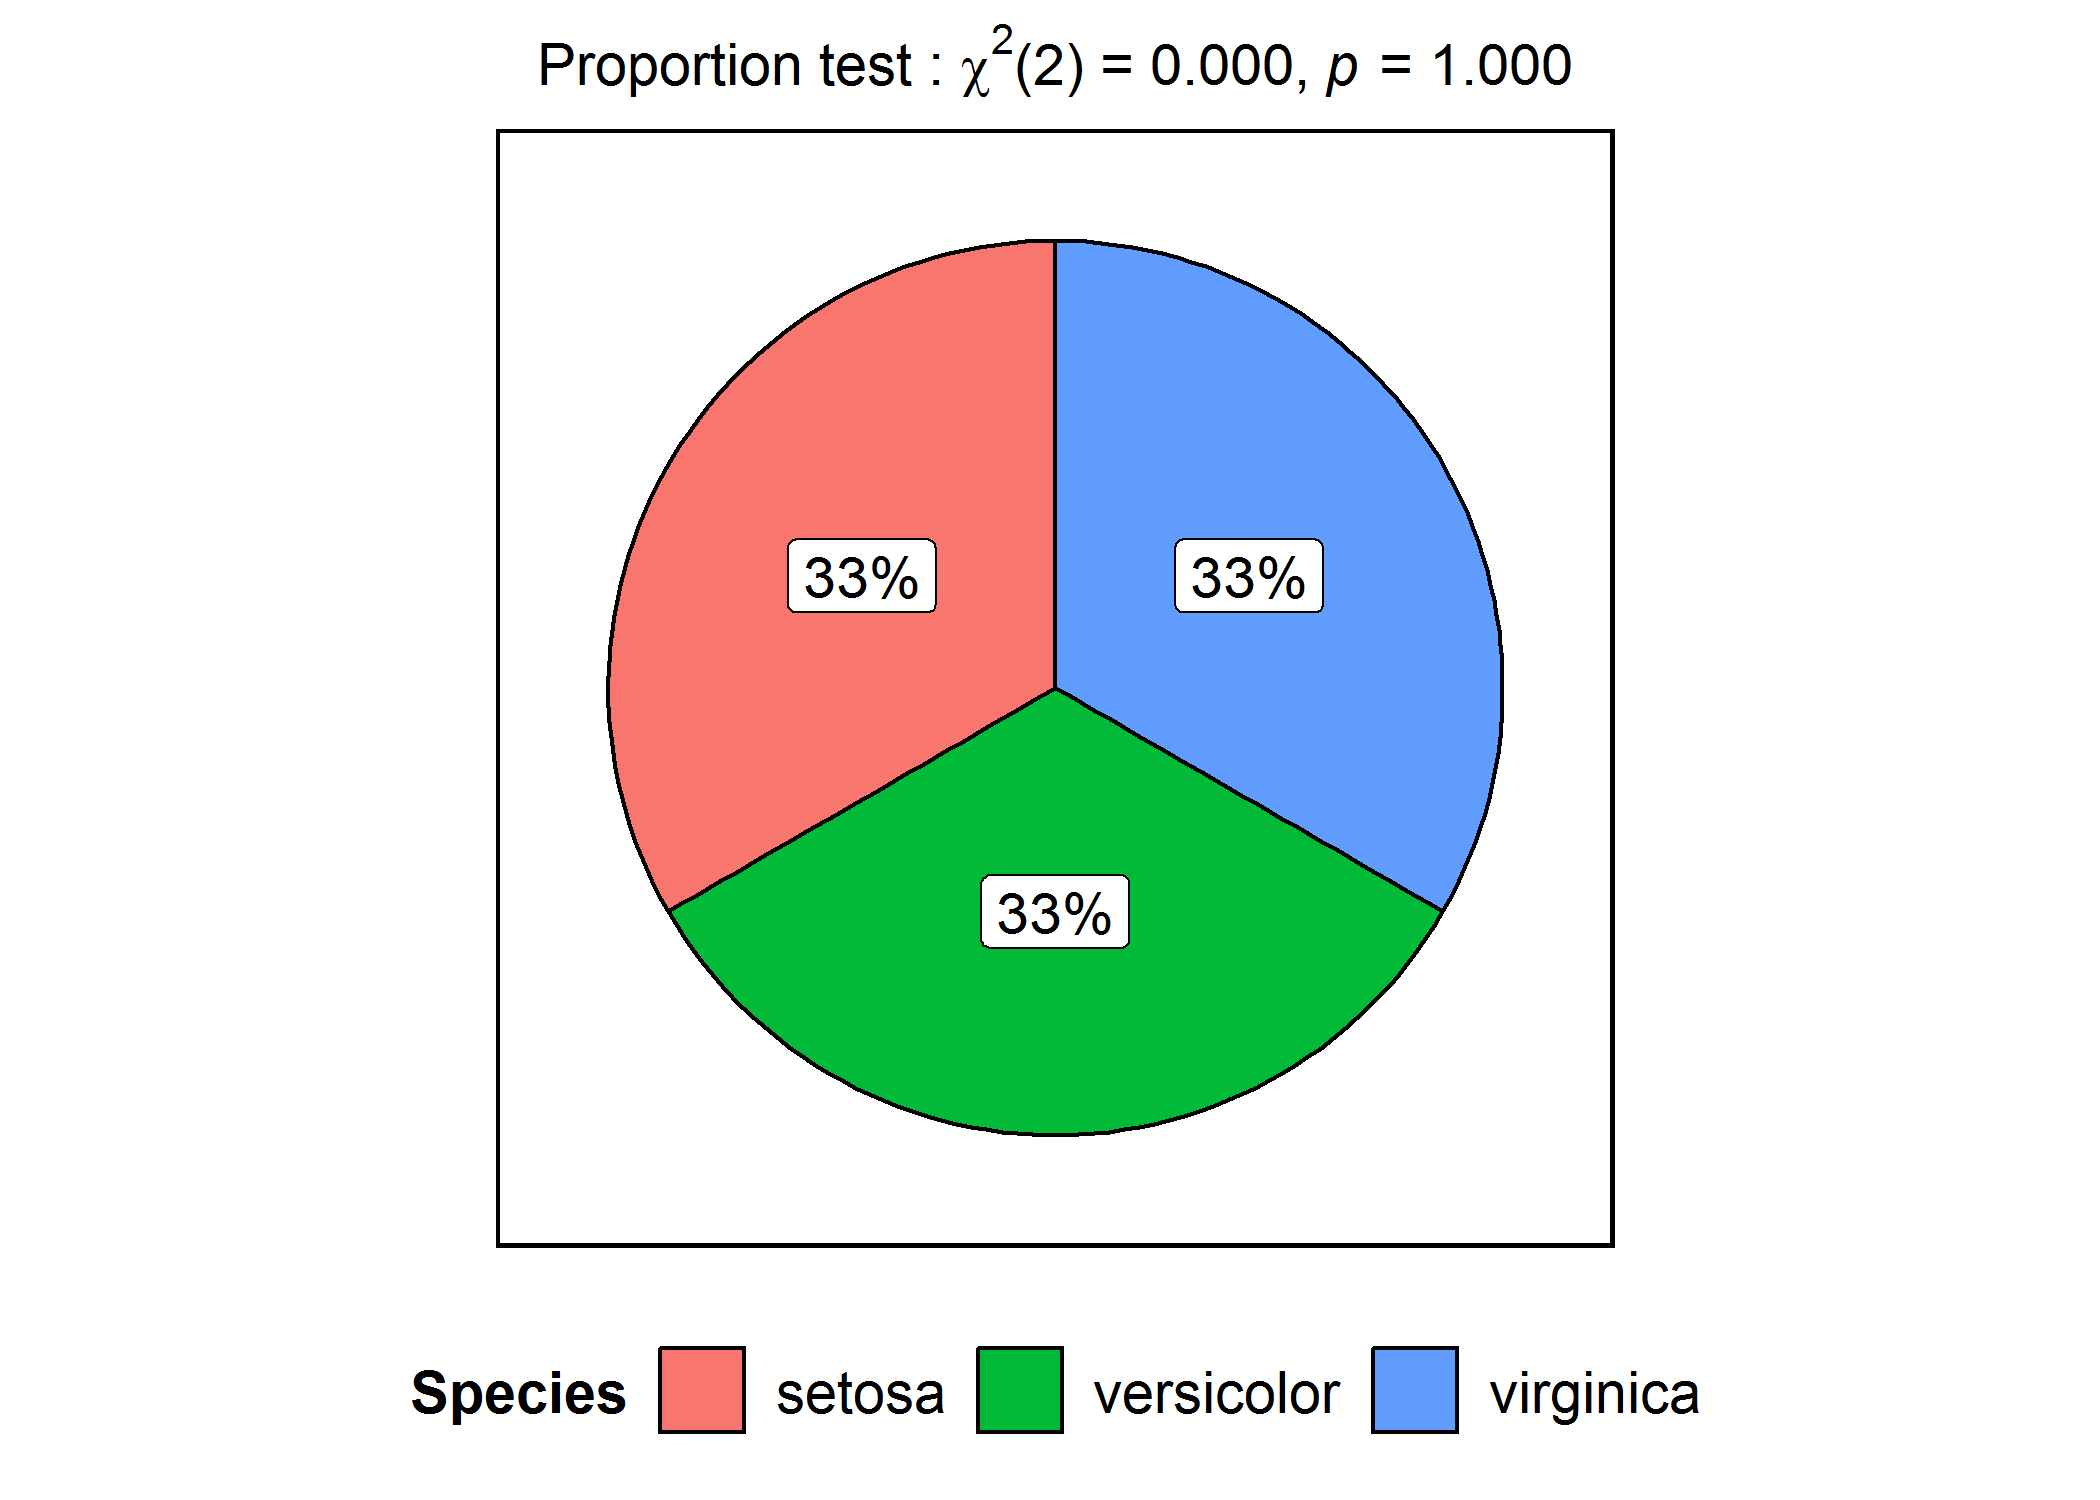 Proportion test : χ²(2) = 0.000, p = 1.000
33%
33%
33%
Species setosa versicolor virginica